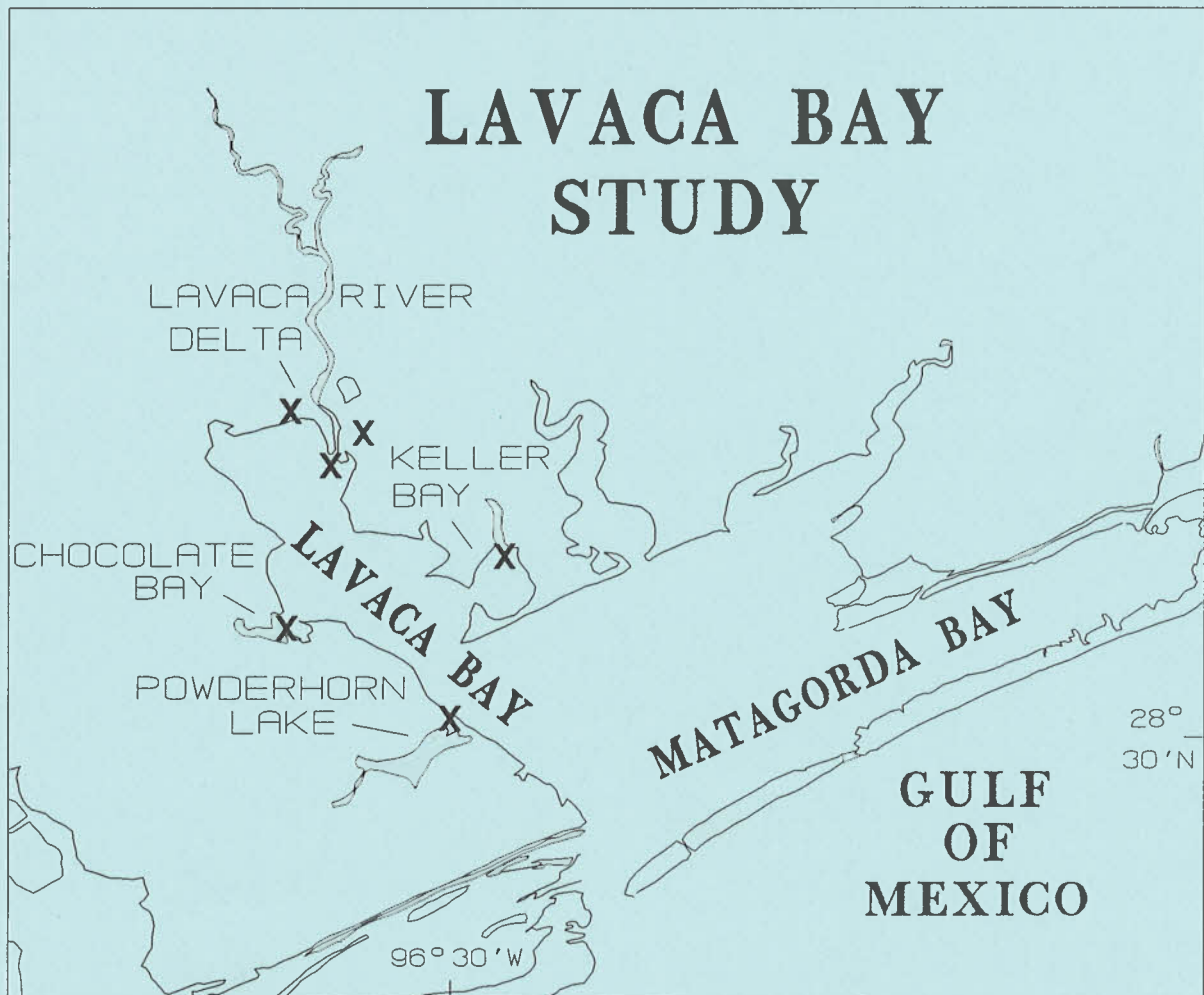 LAVACA BAY
STUDY
LAVACA RIVER
DELTA
X
X
X
KELLER
BAY
X
CHOCOLATE
BAY
X
LAVACA BAY
POWDERHORN
LAKE
X
MATAGORDA BAY
28°
30'N
GULF
OF
MEXICO
96°30'W